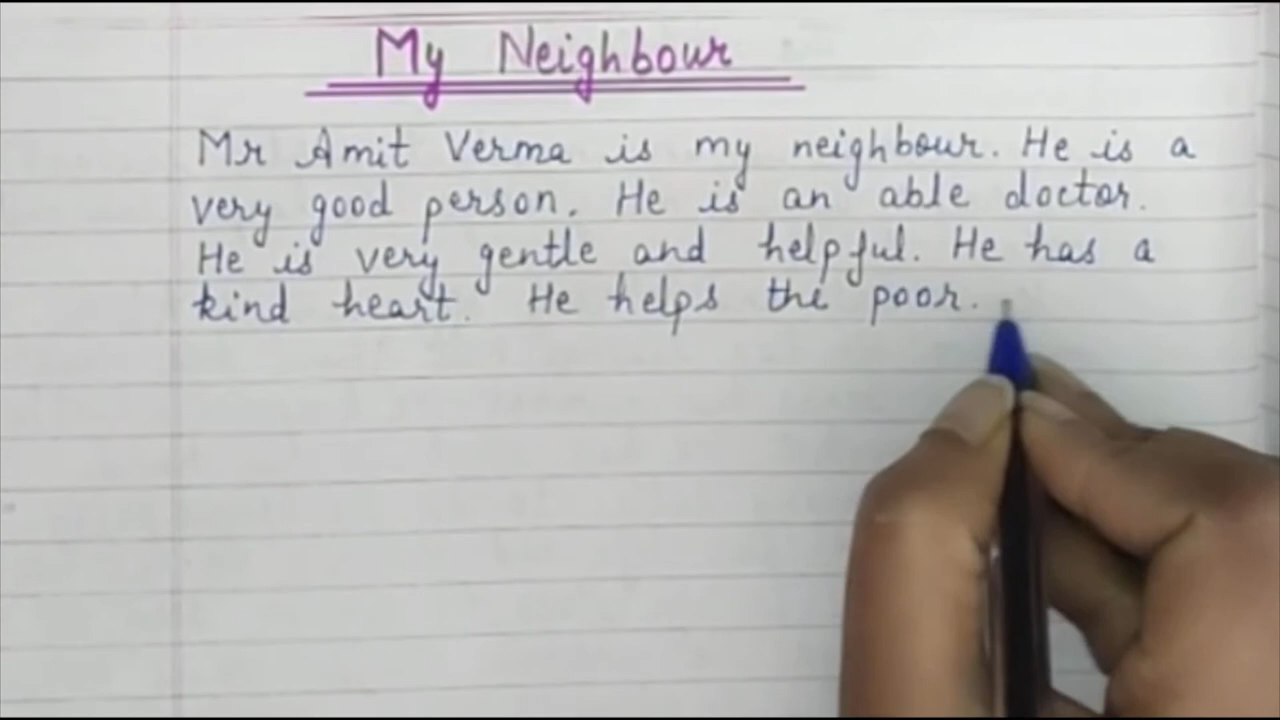 My Neighbour
Mr Amit Verma is my neighbour. He is a
very good person. He is an able doctor.
He is very gentle and helpful. He has a
kind heart. He helps the poor.